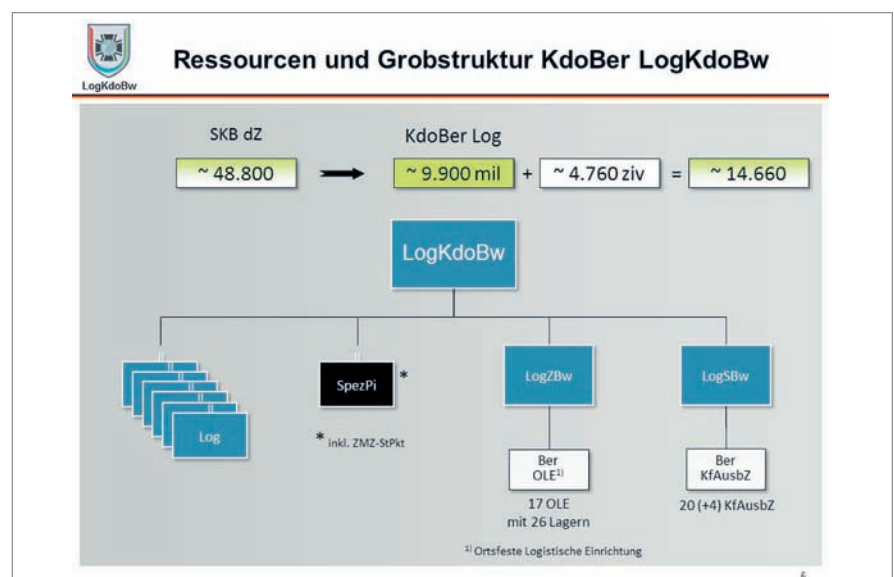 Ressourcen und Grobstruktur KdoBer LogKdoBw
LogKdoBw
SKB dZ
KdoBer Log
~ 48.800
~ 9.900 mil + ~ 4.760 ziv = ~ 14.660
LogKdoBw
Log
SpezPi *
* inkl. ZMZ-StPkt
LogZBw
Ber
OLE¹⁾
17 OLE
mit 26 Lagern
LogSBw
Ber
KfAusbZ
20 (+4) KfAusbZ
¹⁾ Ortsfeste Logistische Einrichtung